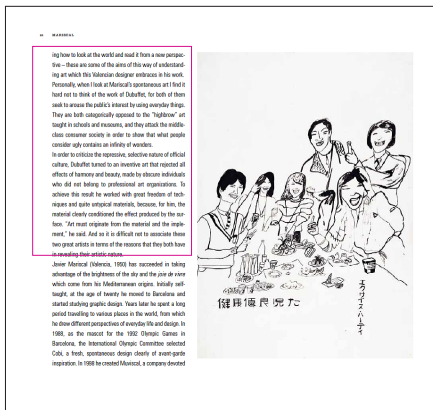 MARISCAL
ing how to look at the world and read it from a new perspec-
tive – these are some of the aims of this way of understand-
ing art which this Valencian designer embraces in his work.
Personally, when I look at Mariscal's spontaneous art I find it
hard not to think of the work of Dubuffet, for both of them
seek to arouse the public's interest by using everyday things.
They are both categorically opposed to the "highbrow" art
taught in schools and museums, and they attack the middle-
class consumer society in order to show that what people
consider ugly contains an infinity of wonders.
In order to criticize the repressive, selective nature of official
culture, Dubuffet turned to an inventive art that rejected all
effects of harmony and beauty, made by obscure individuals
who did not belong to professional art organizations. To
achieve this result he worked with great freedom of tech-
niques and quite untypical materials, because, for him, the
material clearly conditioned the effect produced by the sur-
face. "Art must originate from the material and the imple-
ment," he said. And so it is difficult not to associate these
two great artists in terms of the reasons that they both have
in revealing their artistic nature.
Javier Mariscal (Valencia, 1950) has succeeded in taking
advantage of the brightness of the sky and the joie de vivre
which come from his Mediterranean origins. Initially self-
taught, at the age of twenty he moved to Barcelona and
started studying graphic design. Years later he spent a long
period travelling to various places in the world, from which
he drew different perspectives of everyday life and design. In
1988, as the mascot for the 1992 Olympic Games in
Barcelona, the International Olympic Committee selected
Cobi, a fresh, spontaneous design clearly of avant-garde
inspiration. In 1998 he created Muviscal, a company devoted
健康優良児た